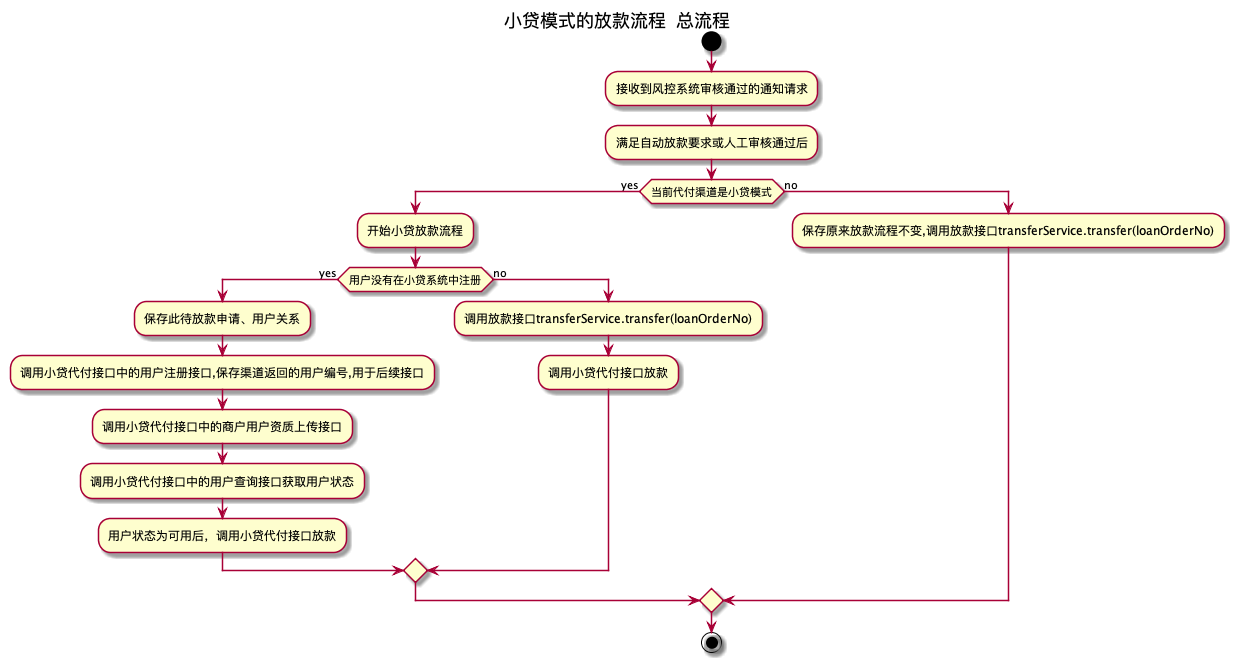 小贷模式的放款流程 总流程
接收到风控系统审核通过的通知请求
满足自动放款要求或人工审核通过后
yes
当前代付渠道是小贷模式
no
开始小贷放款流程
保存原来放款流程不变,调用放款接口transferService.transfer(loanOrderNo)
yes
用户没有在小贷系统中注册
no
保存此待放款申请、用户关系
调用放款接口transferService.transfer(loanOrderNo)
调用小贷代付接口中的用户注册接口,保存渠道返回的用户编号,用于后续接口
调用小贷代付接口放款
调用小贷代付接口中的商户用户资质上传接口
调用小贷代付接口中的用户查询接口获取用户状态
用户状态为可用后，调用小贷代付接口放款